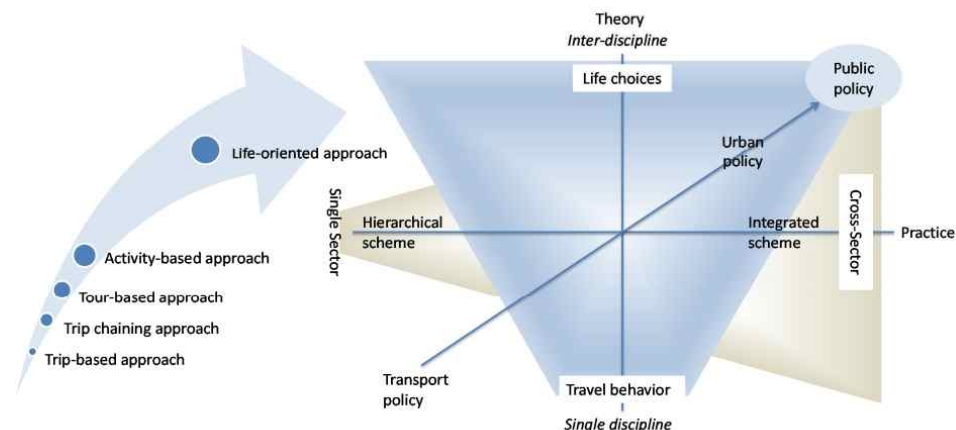 Theory
Inter-discipline
Life choices
Public
policy
Urban
policy
Life-oriented approach
Single Sector
Hierarchical
scheme
Integrated
scheme
Cross-Sector
Practice
Activity-based approach
Tour-based approach
Trip chaining approach
Trip-based approach
Transport
policy
Travel behavior
Single discipline